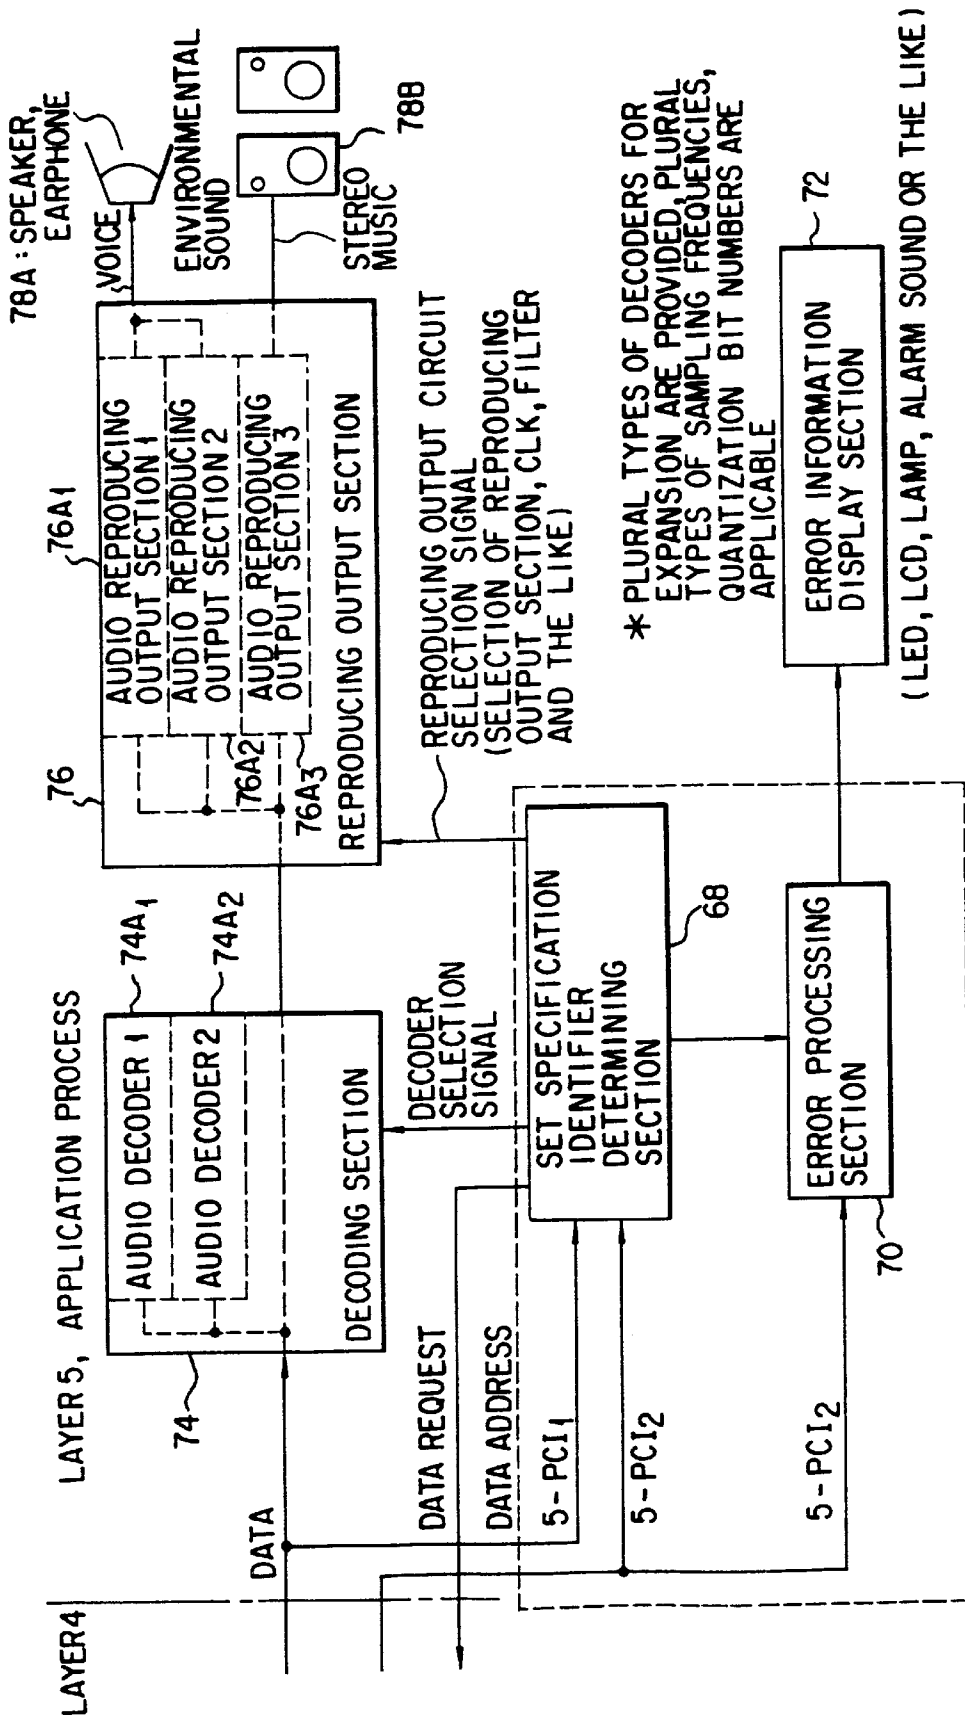 LAYER 4
LAYER 5, APPLICATION PROCESS
DATA
74
AUDIO DECODER 1
AUDIO DECODER 2
DECODING SECTION
74A1
74A2
76
76A1
AUDIO REPRODUCING
OUTPUT SECTION 1
AUDIO REPRODUCING
OUTPUT SECTION 2
AUDIO REPRODUCING
OUTPUT SECTION 3
76A2
76A3
REPRODUCING OUTPUT SECTION
78A : SPEAKER,
EARPHONE
VOICE
ENVIRONMENTAL
SOUND
STEREO
MUSIC
78B
DATA REQUEST
DATA ADDRESS
DECODER
SELECTION
SIGNAL
REPRODUCING OUTPUT CIRCUIT
SELECTION SIGNAL
(SELECTION OF REPRODUCING
OUTPUT SECTION, CLK, FILTER
AND THE LIKE)
5-PCI1
5-PCI2
SET SPECIFICATION
IDENTIFIER
DETERMINING
SECTION
68
* PLURAL TYPES OF DECODERS FOR
EXPANSION ARE PROVIDED, PLURAL
TYPES OF SAMPLING FREQUENCIES,
QUANTIZATION BIT NUMBERS ARE
APPLICABLE
5-PCI2
70
ERROR PROCESSING
SECTION
ERROR INFORMATION
DISPLAY SECTION
72
(LED, LCD, LAMP, ALARM SOUND OR THE LIKE)